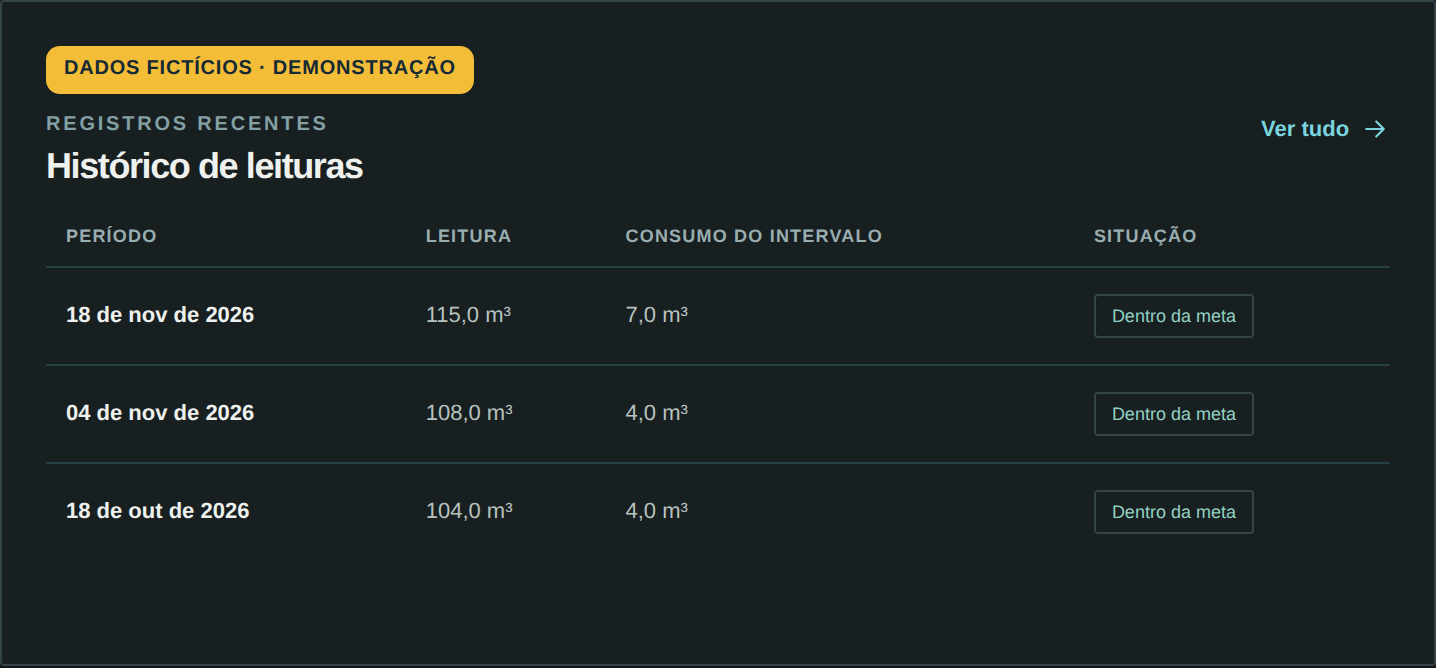 DADOS FICTÍCIOS · DEMONSTRAÇÃO
REGISTROS RECENTES
Histórico de leituras
Ver tudo →
PERÍODO LEITURA CONSUMO DO INTERVALO SITUAÇÃO
18 de nov de 2026 115,0 m³ 7,0 m³ Dentro da meta
04 de nov de 2026 108,0 m³ 4,0 m³ Dentro da meta
18 de out de 2026 104,0 m³ 4,0 m³ Dentro da meta